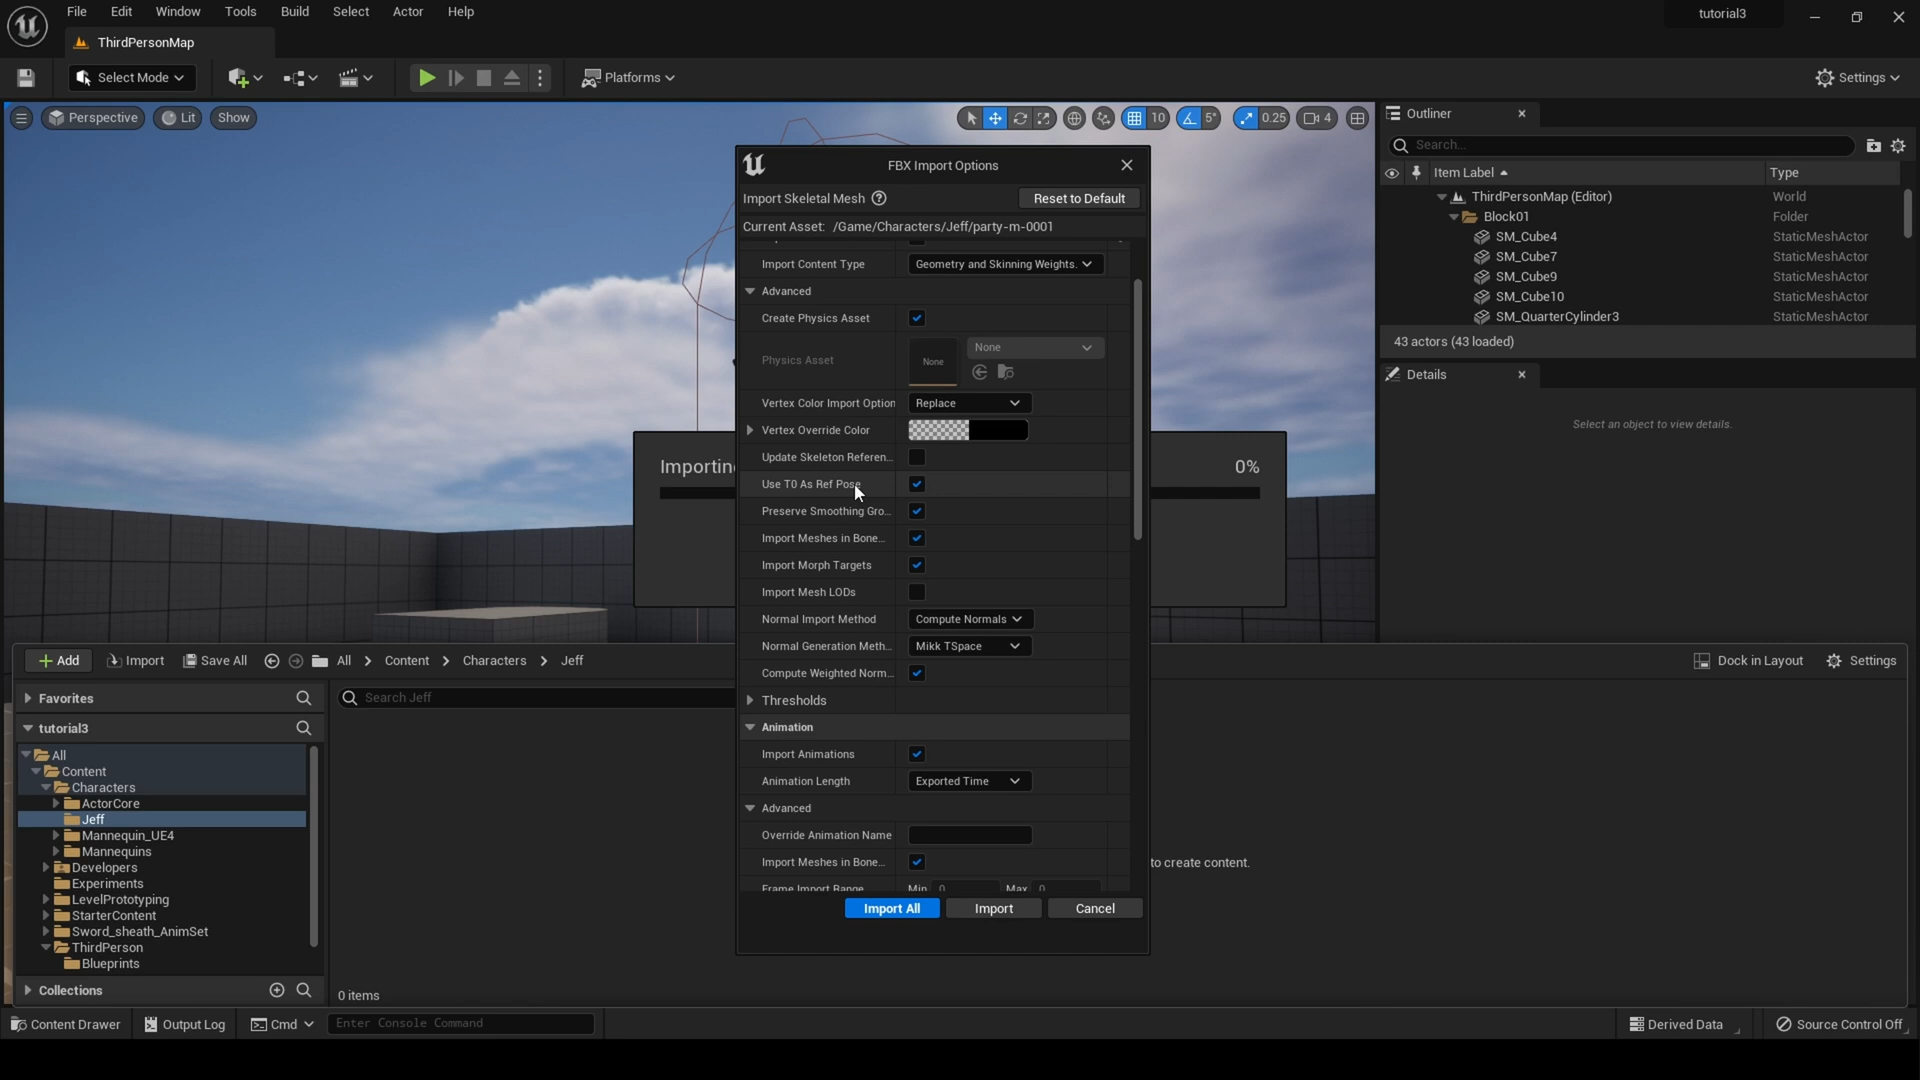 File Edit Window Tools Build Select Actor Help
tutorial3
ThirdPersonMap
Select Mode
Platforms
Settings
Perspective
Lit
Show
10
5°
0.25
4
Outliner
Search...
Item Label
Type
ThirdPersonMap (Editor) World
Block01 Folder
SM_Cube4 StaticMeshActor
SM_Cube7 StaticMeshActor
SM_Cube9 StaticMeshActor
SM_Cube10 StaticMeshActor
SM_QuarterCylinder3 StaticMeshActor
43 actors (43 loaded)
Details
Select an object to view details.
FBX Import Options
Import Skeletal Mesh
Reset to Default
Current Asset: /Game/Characters/Jeff/party-m-0001
Import Content Type Geometry and Skinning Weights.
Advanced
Create Physics Asset
Physics Asset None None
Vertex Color Import Option Replace
Vertex Override Color
Update Skeleton Referen...
Use T0 As Ref Pose
Preserve Smoothing Gro...
Import Meshes in Bone...
Import Morph Targets
Import Mesh LODs
Normal Import Method Compute Normals
Normal Generation Meth... Mikk TSpace
Compute Weighted Norm...
Thresholds
Animation
Import Animations
Animation Length Exported Time
Advanced
Override Animation Name
Import Meshes in Bone...
Frame Import Range Min 0 Max 0
Import All Import Cancel
Importing 0%
Add Import Save All All > Content > Characters > Jeff
Dock in Layout Settings
Favorites
Search Jeff
tutorial3
All
Content
Characters
ActorCore
Jeff
Mannequin_UE4
Mannequins
Developers
Experiments
LevelPrototyping
StarterContent
Sword_sheath_AnimSet
ThirdPerson
Blueprints
Collections
to create content.
0 items
Content Drawer Output Log Cmd Enter Console Command
Derived Data Source Control Off